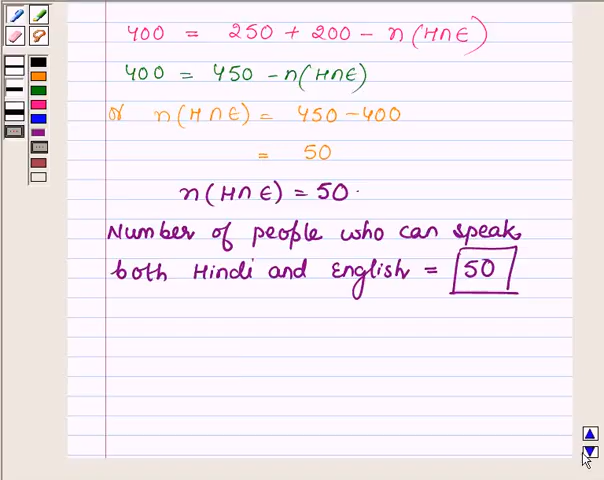 400 = 250 + 200 - n(H∩E)
400 = 450 - n(H∩E)
or n(H∩E) = 450 - 400
= 50
n(H∩E) = 50.
Number of people who can speak
both Hindi and English = 50